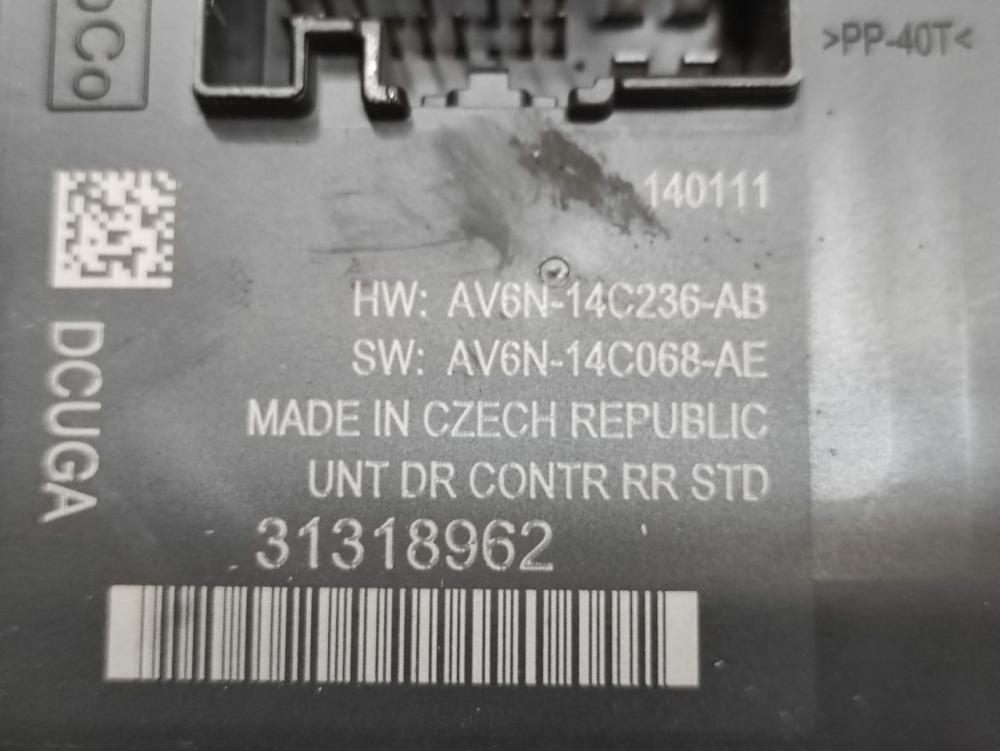 >PP-40T<
140111
HW: AV6N-14C236-AB
SW: AV6N-14C068-AE
MADE IN CZECH REPUBLIC
UNT DR CONTR RR STD
31318962
DCUGA